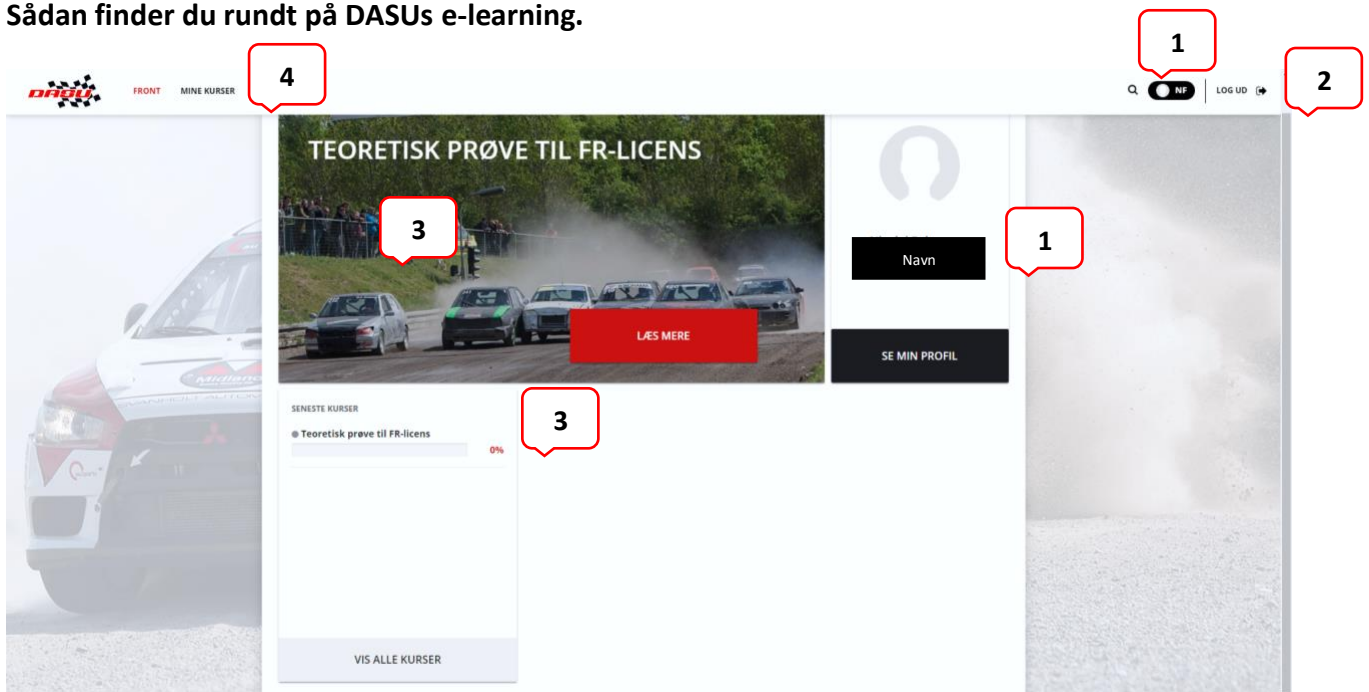 Sådan finder du rundt på DASUs e-learning.
1
4
2
DASU
FRONT MINE KURSER
NF LOG UD
TEORETISK PRØVE TIL FR-LICENS
3
1
Navn
LÆS MERE
SE MIN PROFIL
Midland
SENESTE KURSER
3
Teoretisk prøve til FR-licens
0%
VIS ALLE KURSER